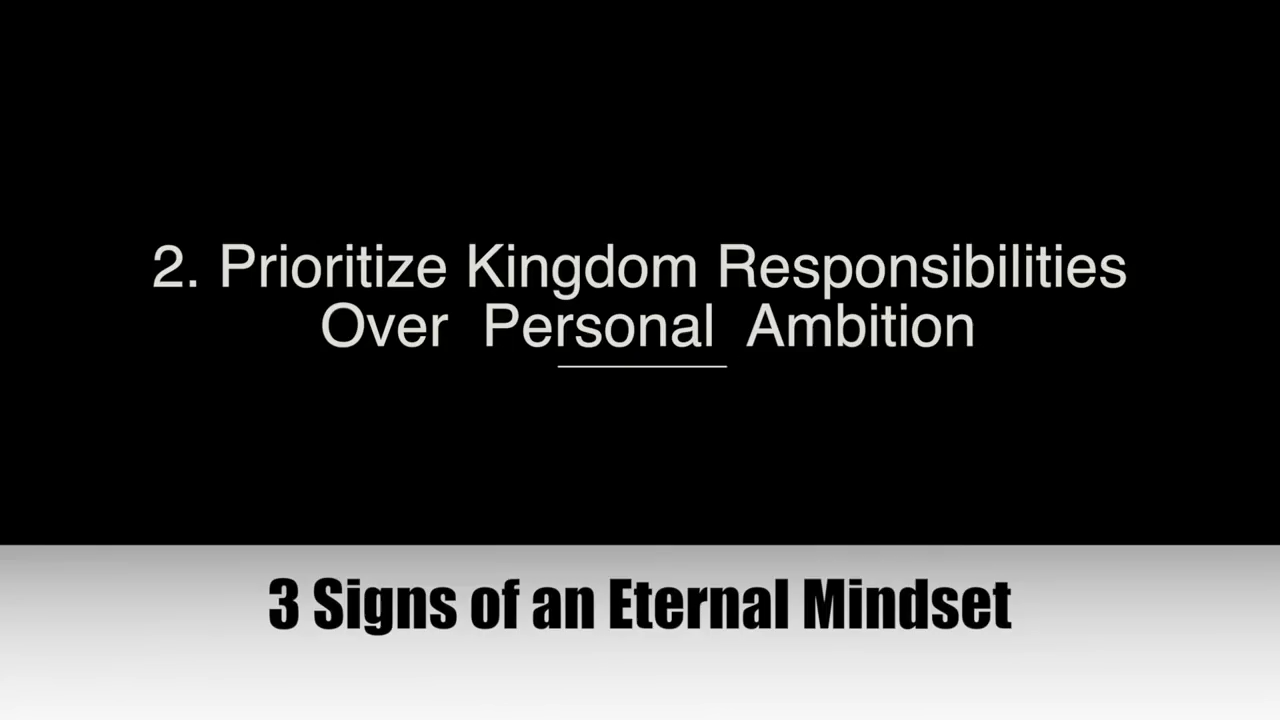 2. Prioritize Kingdom Responsibilities
Over Personal Ambition
3 Signs of an Eternal Mindset